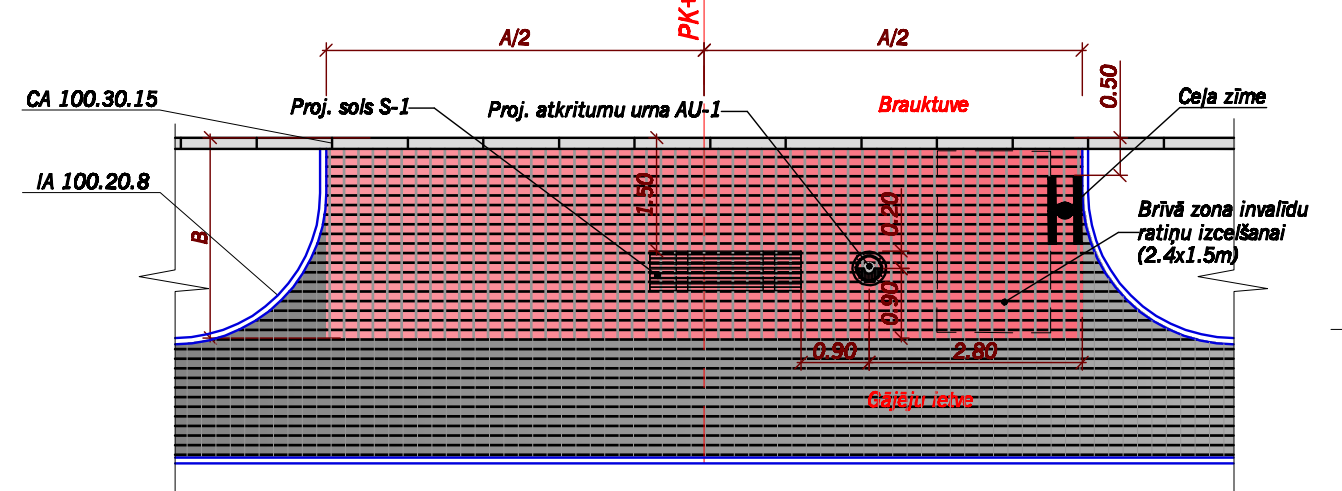 PK+
A/2
A/2
CA 100.30.15
Proj. sols S-1
Proj. atkritumu urna AU-1
Brauktuve
0.50
Ceļa zīme
IA 100.20.8
B
1.50
0.20
Brīvā zona invalīdu
ratiņu izcelšanai
(2.4x1.5m)
0.90
0.90
2.80
Gājēju ietve